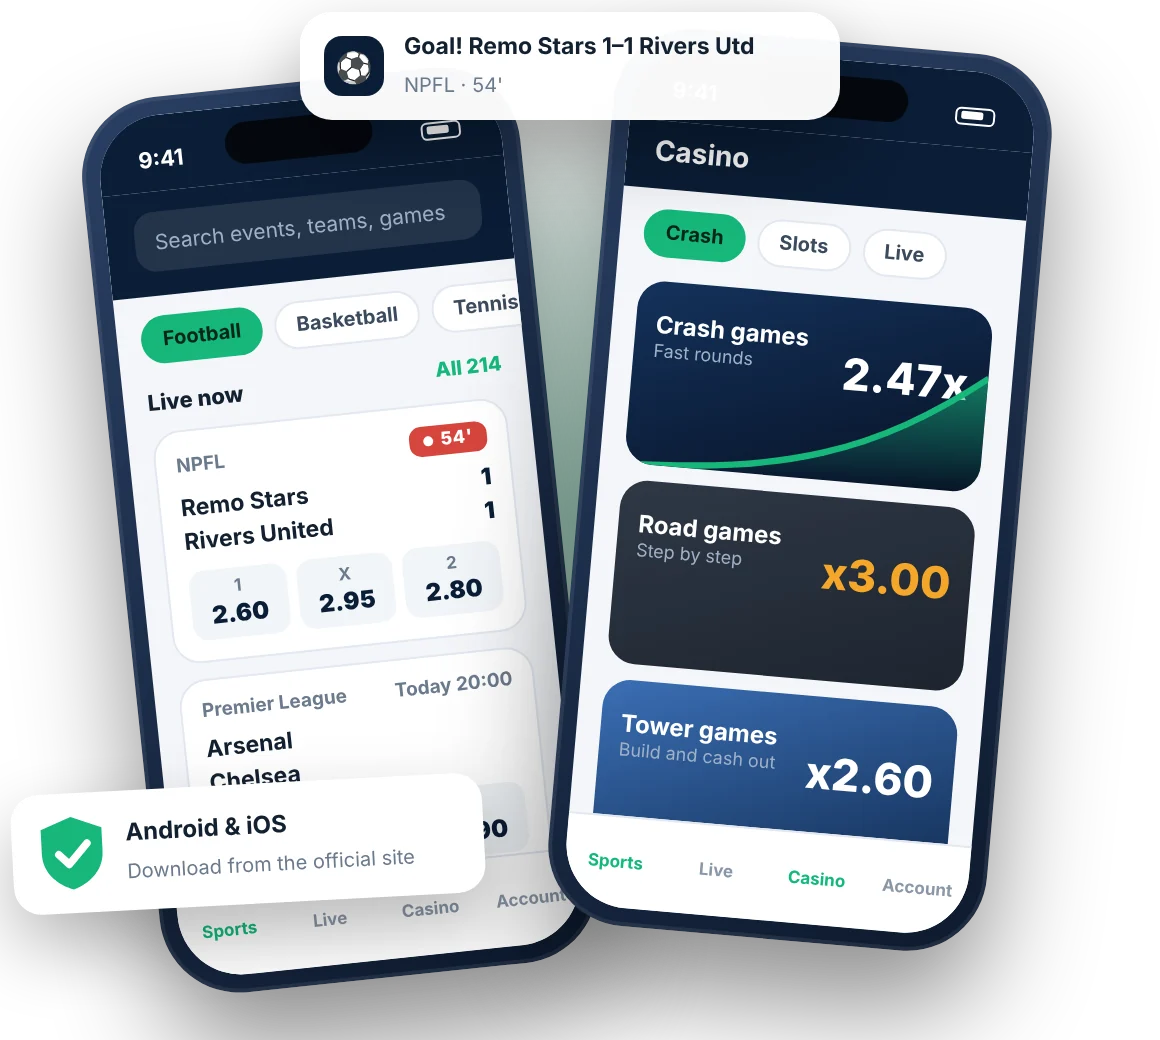 Goal! Remo Stars 1–1 Rivers Utd
NPFL · 54'
9:41
Search events, teams, games
Football
Basketball
Tennis
Live now
All 214
NPFL
54'
Remo Stars
1
Rivers United
1
1
X
2
2.60
2.95
2.80
Premier League
Today 20:00
Arsenal
Chelsea
90
Android & iOS
Download from the official site
Sports
Live
Casino
Account
9:41
Casino
Crash
Slots
Live
Crash games
Fast rounds
2.47x
Road games
Step by step
x3.00
Tower games
Build and cash out
x2.60
Sports
Live
Casino
Account